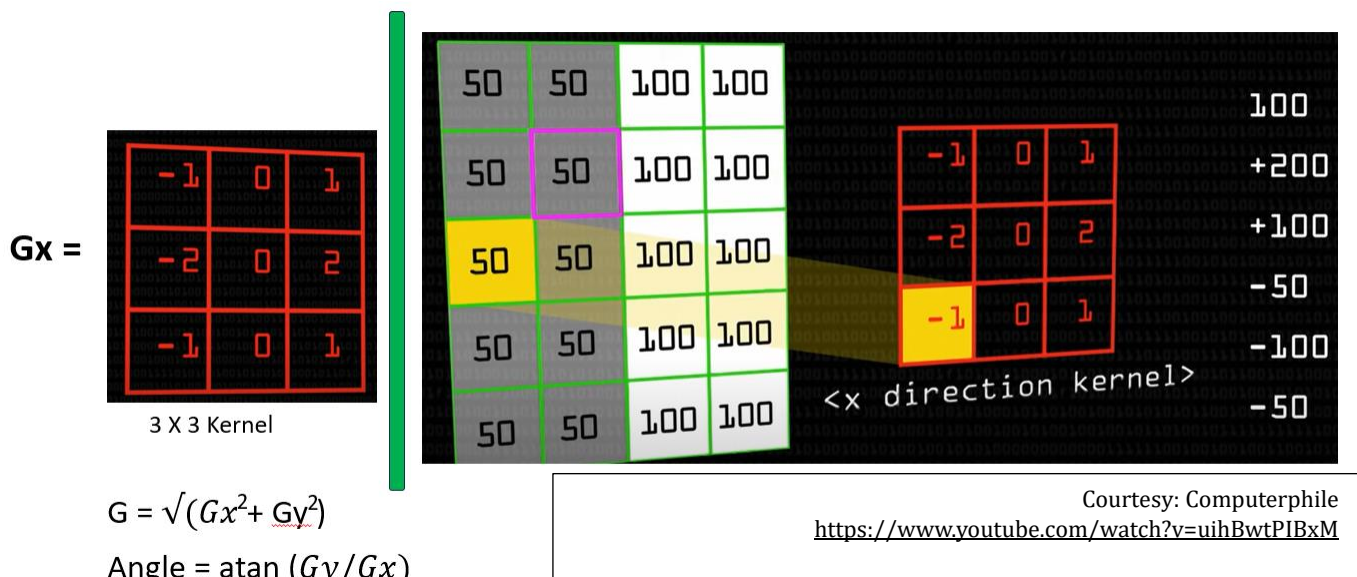 Gx =
-1 0 1
-2 0 2
-1 0 1
3 X 3 Kernel
G = √(Gx²+ Gy²)
Angle = atan (Gy/Gx)
50 50 100 100
50 50 100 100
50 50 100 100
50 50 100 100
50 50 100 100
-1 0 1
-2 0 2
-1 0 1
<x direction kernel>
100
+200
+100
-50
-100
-50
Courtesy: Computerphile
https://www.youtube.com/watch?v=uihBwtPIBxM